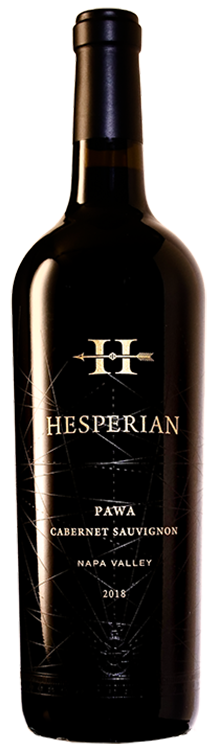 H
HESPERIAN
PAWA
CABERNET SAUVIGNON
NAPA VALLEY
2018